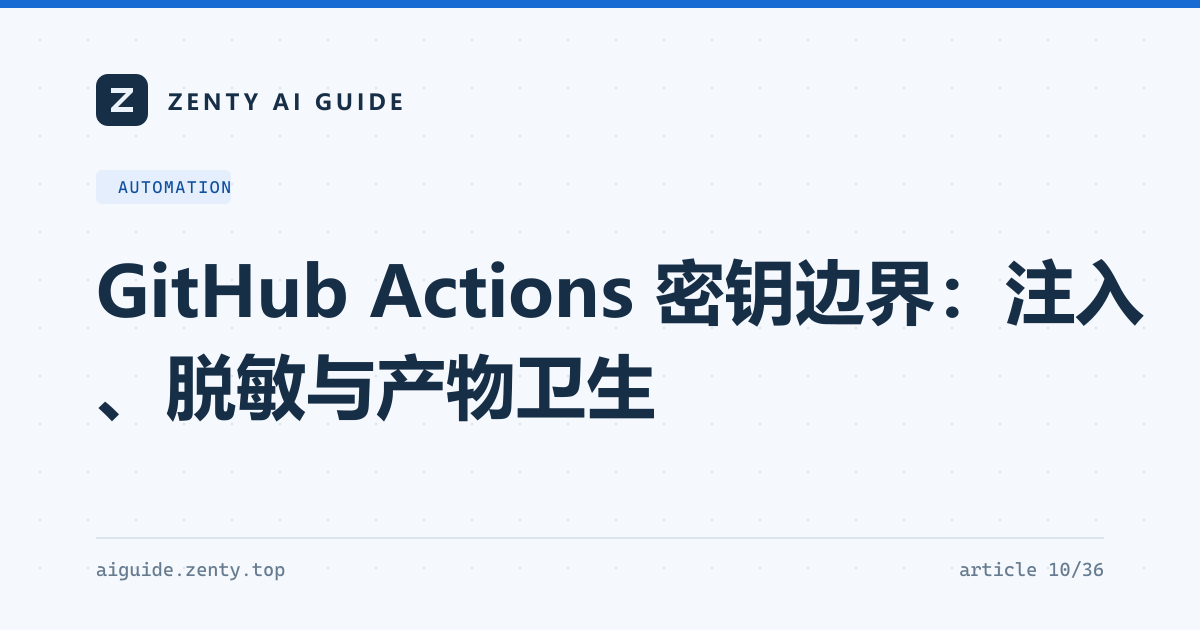 Z ZENTY AI GUIDE
AUTOMATION
GitHub Actions 密钥边界：注入
、脱敏与产物卫生
aiguide.zenty.top
article 10/36